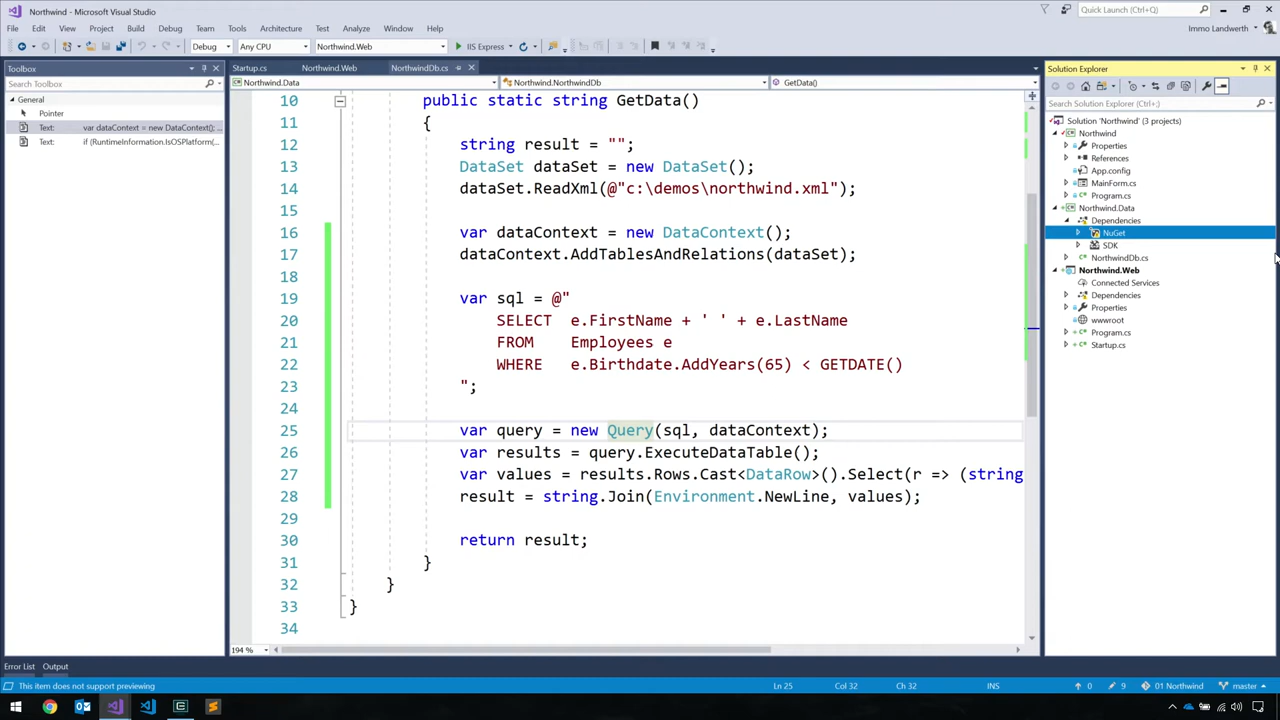 Northwind - Microsoft Visual Studio
Quick Launch (Ctrl+Q)
File Edit View Project Build Debug Team Tools Architecture Test Analyze Window Help
Immo Landwerth
Debug Any CPU Northwind.Web IIS Express
Toolbox
Search Toolbox
General
Pointer
Text: var dataContext = new DataContext(); ...
Text: if (RuntimeInformation.IsOSPlatform(...
Startup.cs Northwind.Web NorthwindDb.cs
Northwind.Data Northwind.NorthwindDb GetData()
10 public static string GetData()
11 {
12 string result = "";
13 DataSet dataSet = new DataSet();
14 dataSet.ReadXml(@"c:\demos\northwind.xml");
15
16 var dataContext = new DataContext();
17 dataContext.AddTablesAndRelations(dataSet);
18
19 var sql = @"
20 SELECT e.FirstName + ' ' + e.LastName
21 FROM Employees e
22 WHERE e.Birthdate.AddYears(65) < GETDATE()
23 ";
24
25 var query = new Query(sql, dataContext);
26 var results = query.ExecuteDataTable();
27 var values = results.Rows.Cast<DataRow>().Select(r => (string
28 result = string.Join(Environment.NewLine, values);
29
30 return result;
31 }
32 }
33 }
34
194 %
Solution Explorer
Search Solution Explorer (Ctrl+;)
Solution 'Northwind' (3 projects)
Northwind
Properties
References
App.config
MainForm.cs
Program.cs
Northwind.Data
Dependencies
NuGet
SDK
NorthwindDb.cs
Northwind.Web
Connected Services
Dependencies
Properties
wwwroot
Program.cs
Startup.cs
Error List Output
This item does not support previewing
Ln 25 Col 32 Ch 32 INS 0 9 01 Northwind master